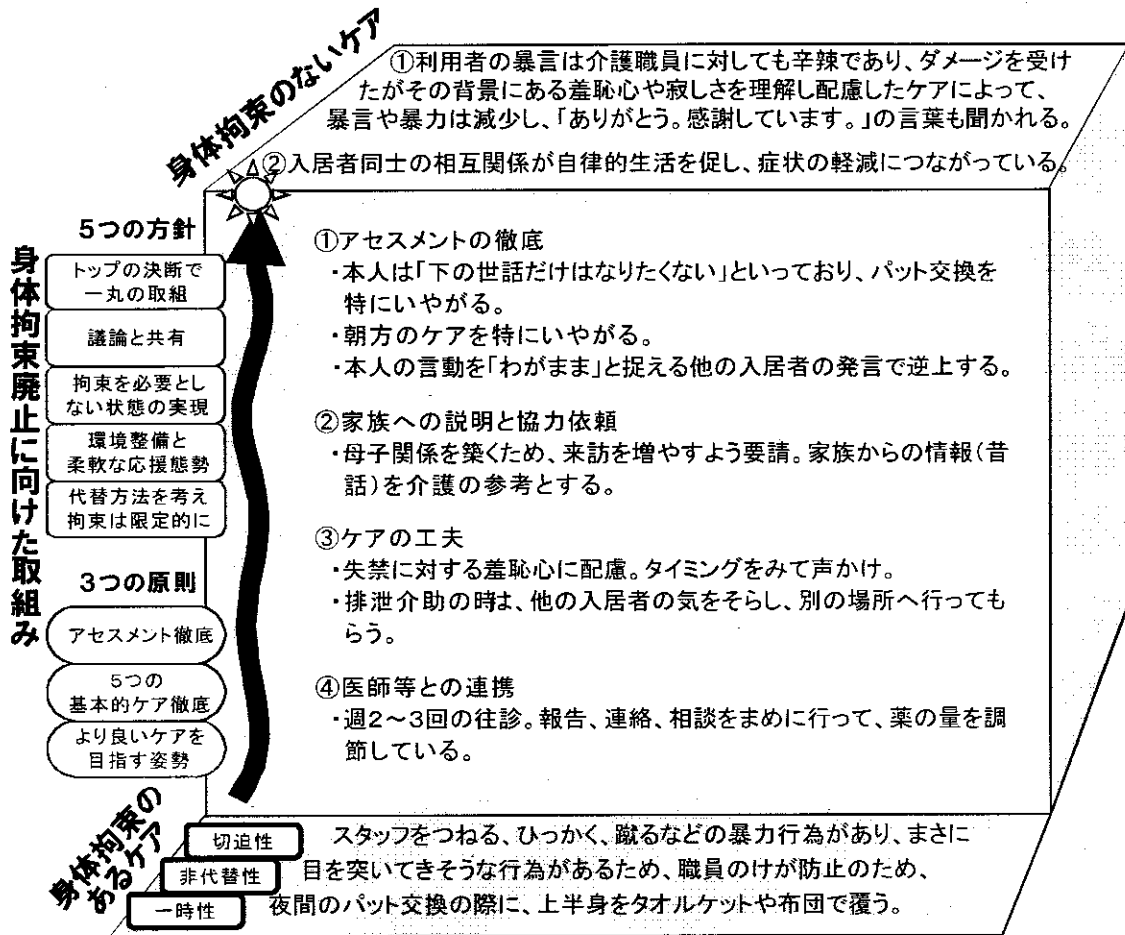 身体拘束のないケア
①利用者の暴言は介護職員に対しても辛辣であり、ダメージを受け
たがその背景にある羞恥心や寂しさを理解し配慮したケアによって、
暴言や暴力は減少し、「ありがとう。感謝しています。」の言葉も聞かれる。
②入居者同士の相互関係が自律的生活を促し、症状の軽減につながっている。
身体拘束廃止に向けた取組み
5つの方針
トップの決断で
一丸の取組
議論と共有
拘束を必要とし
ない状態の実現
環境整備と
柔軟な応援態勢
代替方法を考え
拘束は限定的に
3つの原則
アセスメント徹底
5つの
基本的ケア徹底
より良いケアを
目指す姿勢
①アセスメントの徹底
・本人は「下の世話だけはなりたくない」といっており、パット交換を
特にいやがる。
・朝方のケアを特にいやがる。
・本人の言動を「わがまま」と捉える他の入居者の発言で逆上する。
②家族への説明と協力依頼
・母子関係を築くため、来訪を増やすよう要請。家族からの情報(昔
話)を介護の参考とする。
③ケアの工夫
・失禁に対する羞恥心に配慮。タイミングをみて声かけ。
・排泄介助の時は、他の入居者の気をそらし、別の場所へ行っても
らう。
④医師等との連携
・週2~3回の往診。報告、連絡、相談をまめに行って、薬の量を調
節している。
身体拘束の
あるケア
切迫性
非代替性
一時性
スタッフをつねる、ひっかく、蹴るなどの暴力行為があり、まさに
目を突いてきそうな行為があるため、職員のけが防止のため、
夜間のパット交換の際に、上半身をタオルケットや布団で覆う。